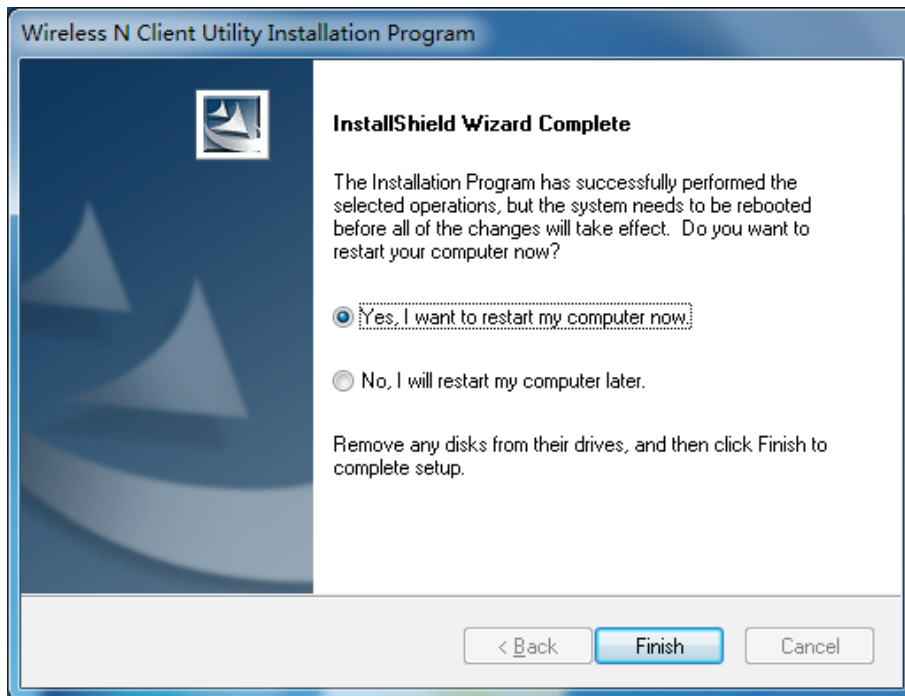 Wireless N Client Utility Installation Program
InstallShield Wizard Complete
The Installation Program has successfully performed the
selected operations, but the system needs to be rebooted
before all of the changes will take effect.  Do you want to
restart your computer now?
Yes, I want to restart my computer now.
No, I will restart my computer later.
Remove any disks from their drives, and then click Finish to
complete setup.
< Back
Finish
Cancel